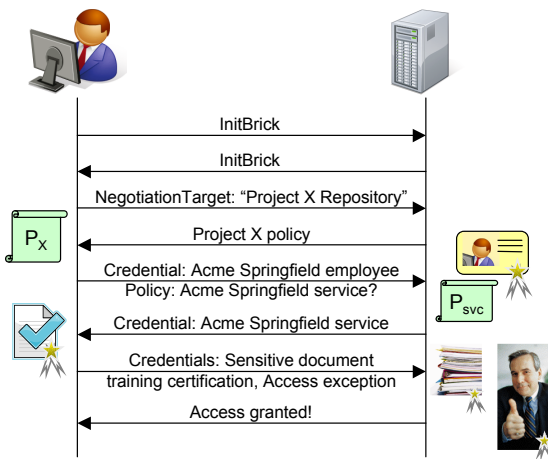 InitBrick
InitBrick
NegotiationTarget: “Project X Repository”
PX
Project X policy
Credential: Acme Springfield employee
Policy: Acme Springfield service?
Psvc
Credential: Acme Springfield service
Credentials: Sensitive document
training certification, Access exception
Access granted!